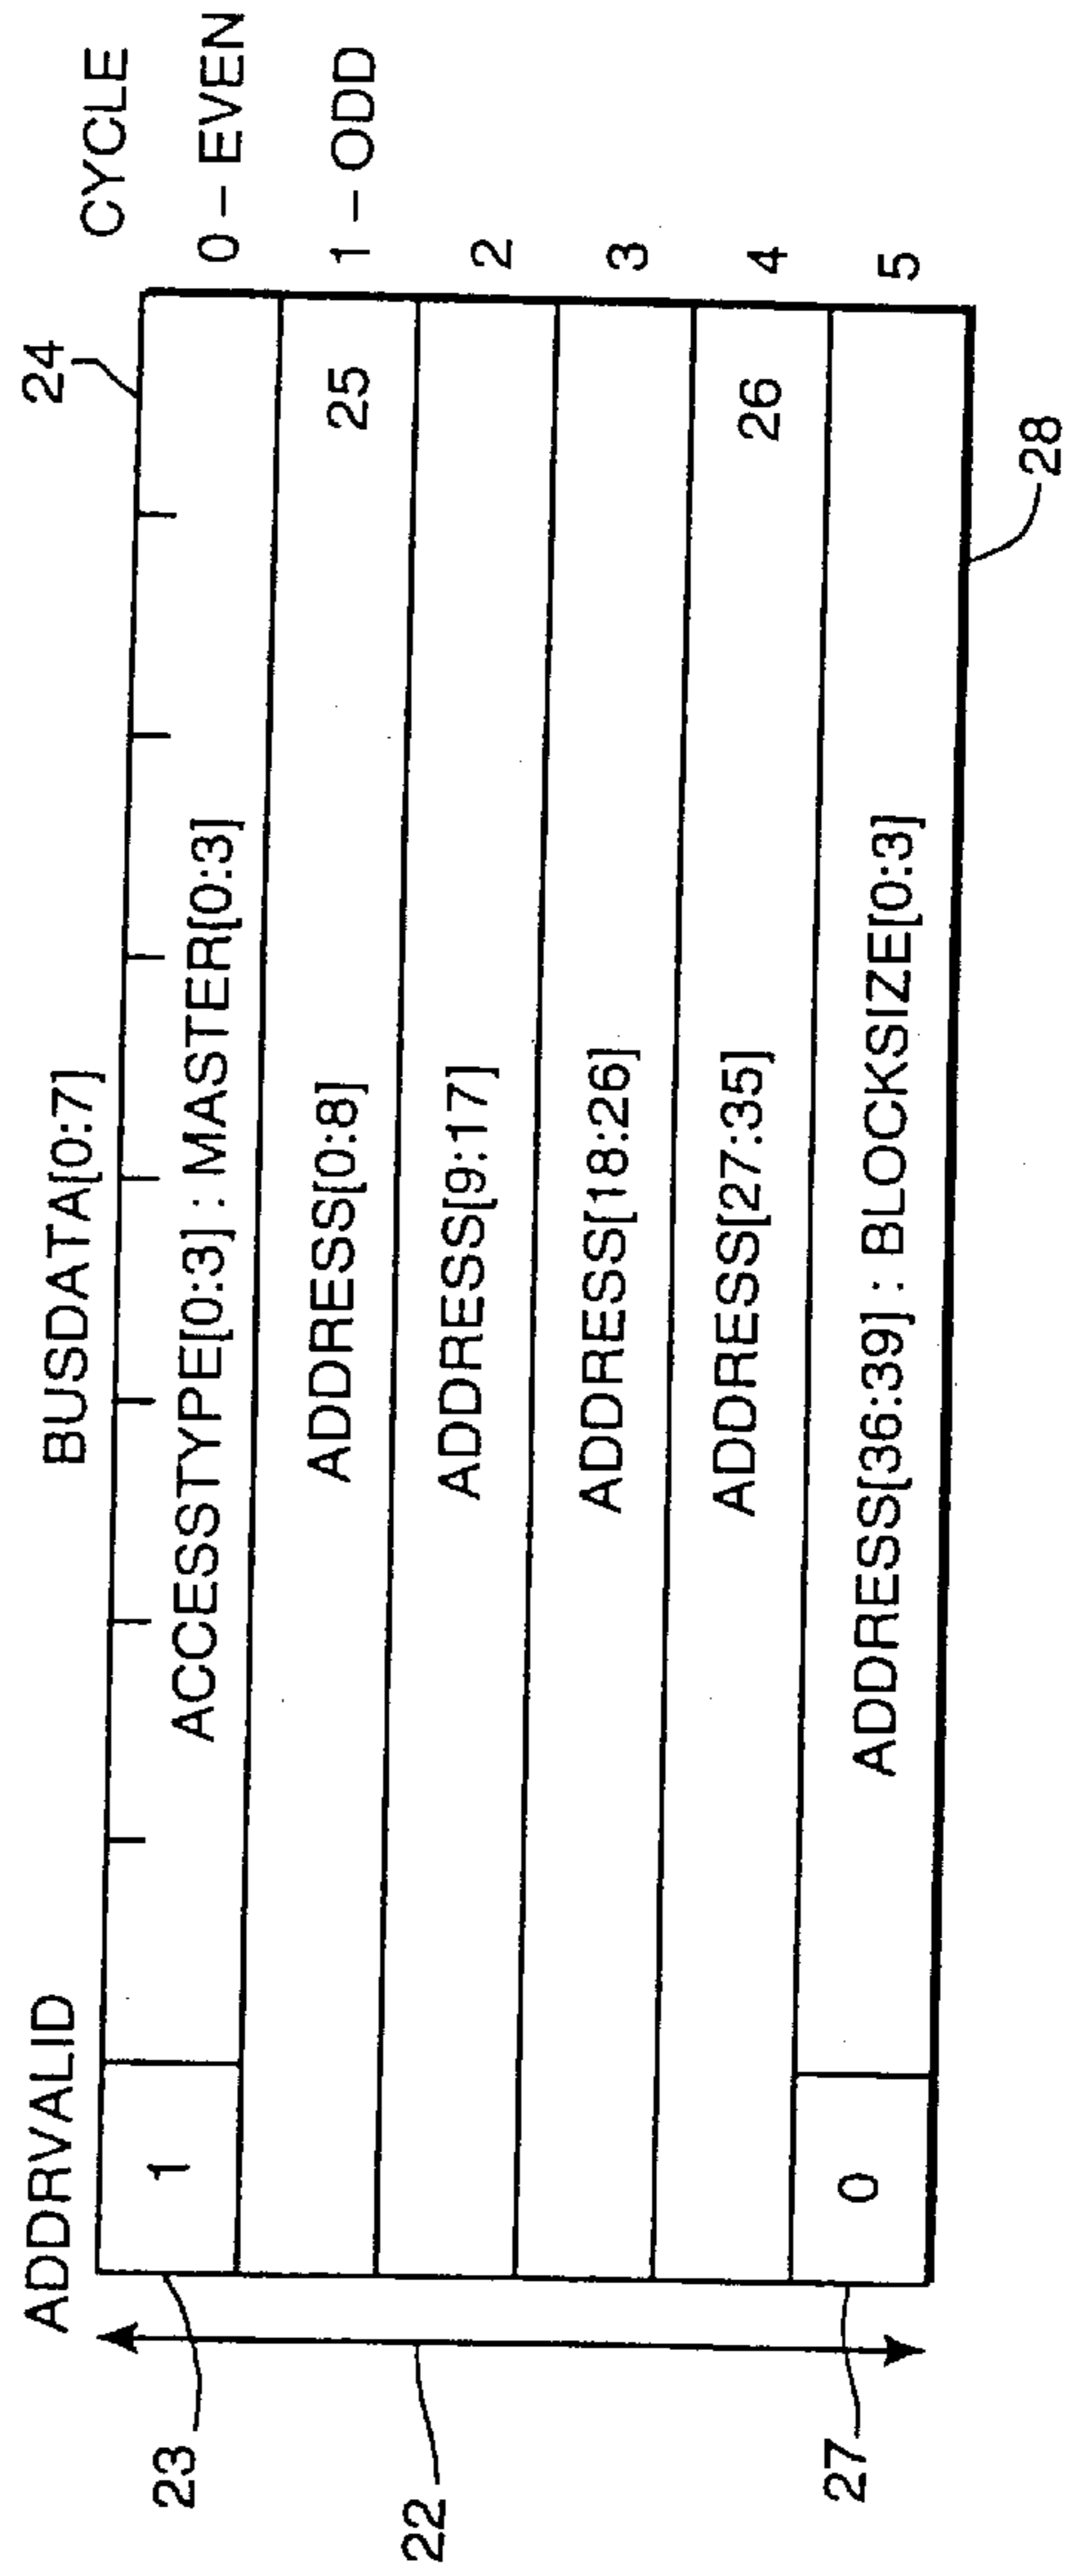 ADDRVALID BUSDATA[0:7] 24 CYCLE
23 1 ACCESSTYPE[0:3] : MASTER[0:3] 0 – EVEN
ADDRESS[0:8] 25 1 – ODD
22 ADDRESS[9:17] 2
ADDRESS[18:26] 3
ADDRESS[27:35] 26 4
27 0 ADDRESS[36:39] : BLOCKSIZE[0:3] 5
28